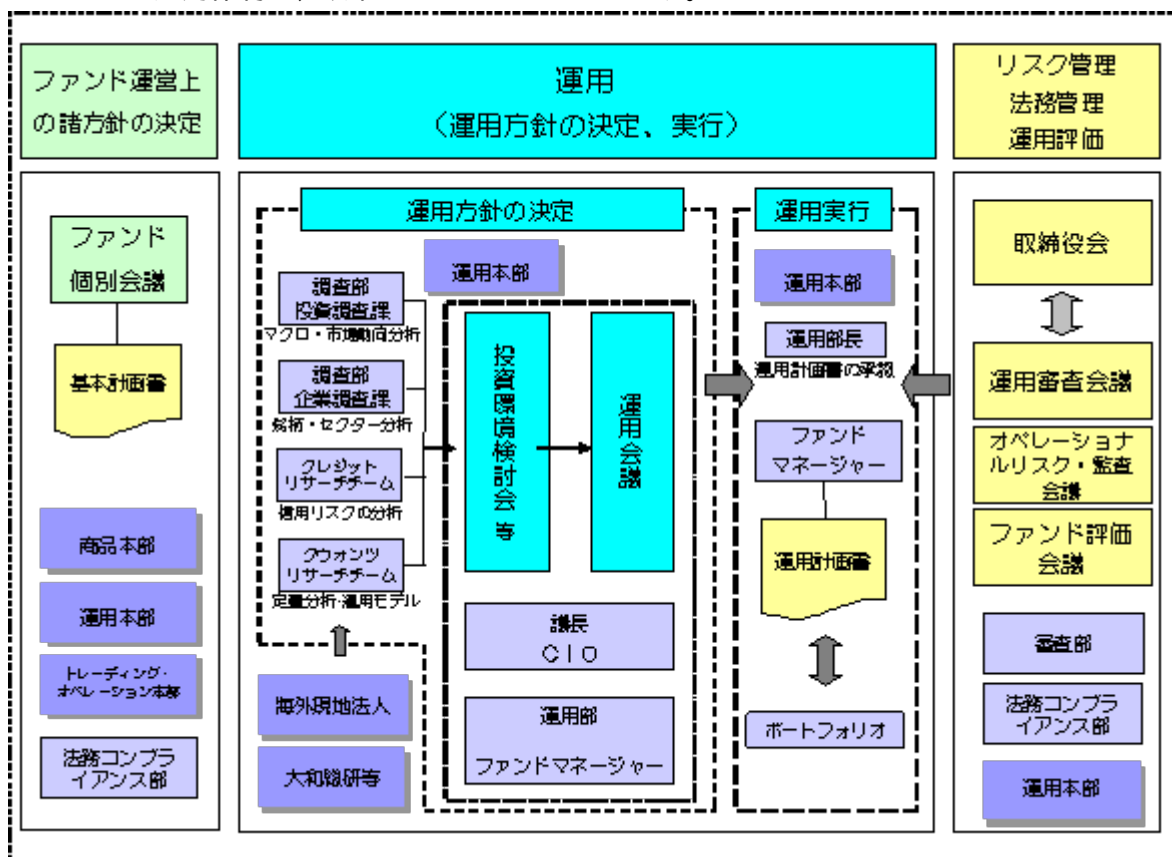 ファンド運営上
の諸方針の決定
運用
(運用方針の決定、実行)
リスク管理
法務管理
運用評価
ファンド
個別会議
基本計画書
商品本部
運用本部
トレーディング・
オペレーション本部
法務コンプラ
イアンス部
運用方針の決定
運用本部
調査部
投資調査課
マクロ・市場動向分析
調査部
企業調査課
銘柄・セクター分析
クレジット
リサーチチーム
信用リスクの分析
クウォンツ
リサーチチーム
定量分析・運用モデル
海外現地法人
大和総研等
投資環境検討会 等
運用会議
議長
CIO
運用部
ファンドマネージャー
運用実行
運用本部
運用部長
運用計画書の承認
ファンド
マネージャー
運用計画書
ポートフォリオ
取締役会
運用審査会議
オペレーショナ
ルリスク・監査
会議
ファンド評価
会議
審査部
法務コンプラ
イアンス部
運用本部